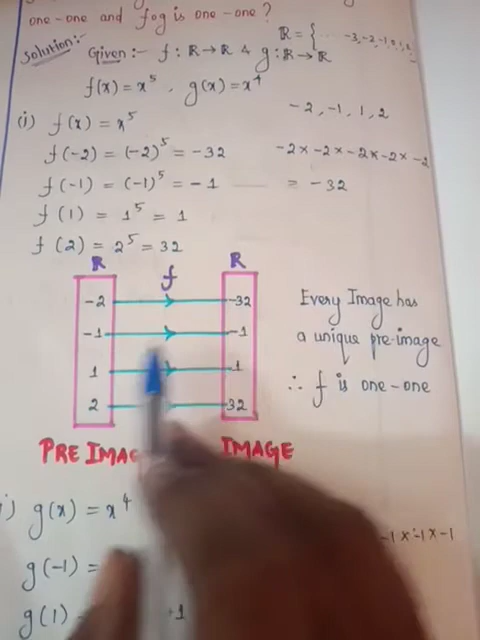 one-one and fog is one-one?
Solution:-
Given:- f: R→R & g: R→R
R = { ... -3, -2, -1, 0, 1, 2,
f(x) = x⁵, g(x) = x⁴
(i) f(x) = x⁵
-2, -1, 1, 2
f(-2) = (-2)⁵ = -32
-2 x -2 x -2 x -2 x -2
f(-1) = (-1)⁵ = -1
= -32
f(1) = 1⁵ = 1
f(2) = 2⁵ = 32
R f R
-2 -32
-1 -1
1 1
2 32
Every Image has
a unique pre-image
∴ f is one-one
PRE IMAG IMAGE
) g(x) = x⁴
g(-1) =
-1 x -1 x -1
g(1) +1